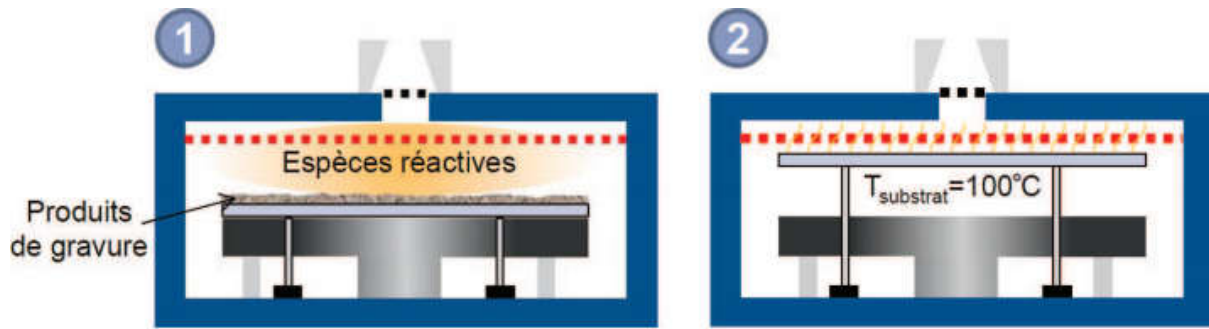 1
2
Espèces réactives
Produits
de gravure
Tsubstrat=100°C